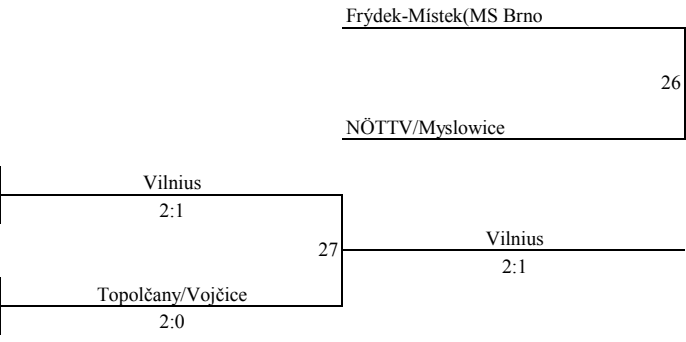 Frýdek-Místek(MS Brno
26
NÖTTV/Myslowice
Vilnius
2:1
27
Vilnius
2:1
Topolčany/Vojčice
2:0